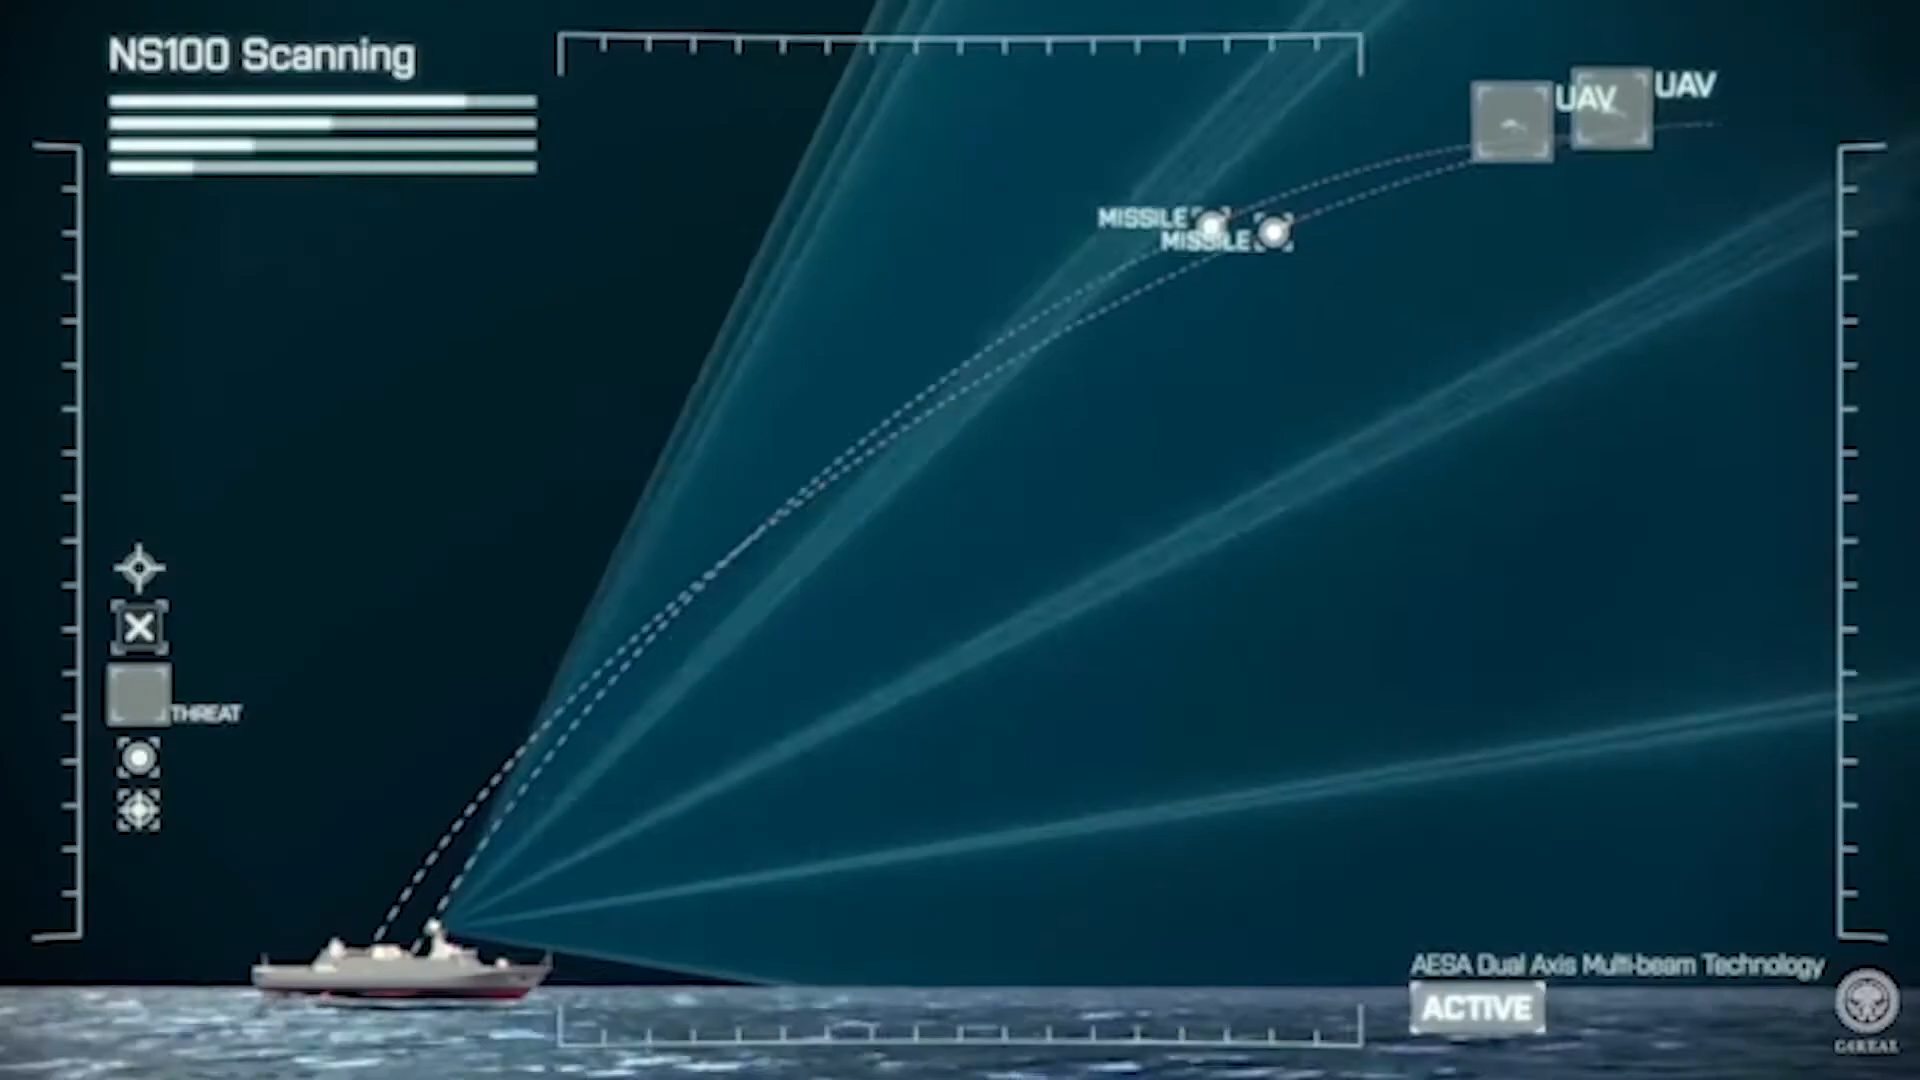 NS100 Scanning
UAV
UAV
MISSILE
MISSILE
THREAT
AESA Dual Axis Multi-beam Technology
ACTIVE